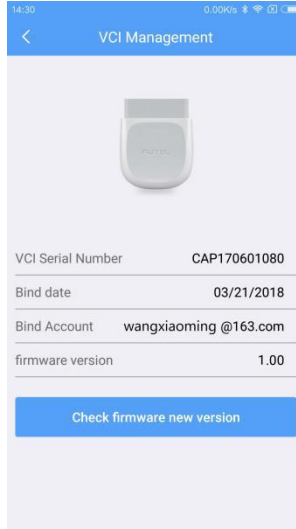 14:30 0.00K/s
VCI Management
AUTEL
VCI Serial Number CAP170601080
Bind date 03/21/2018
Bind Account wangxiaoming @163.com
firmware version 1.00
Check firmware new version